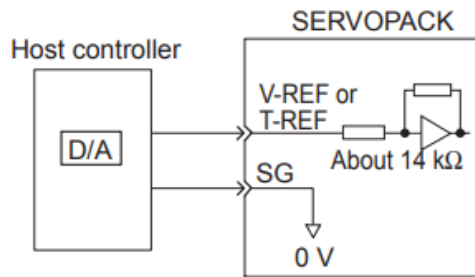 SERVOPACK
Host controller
V-REF or
T-REF
D/A
About 14 kΩ
SG
0 V